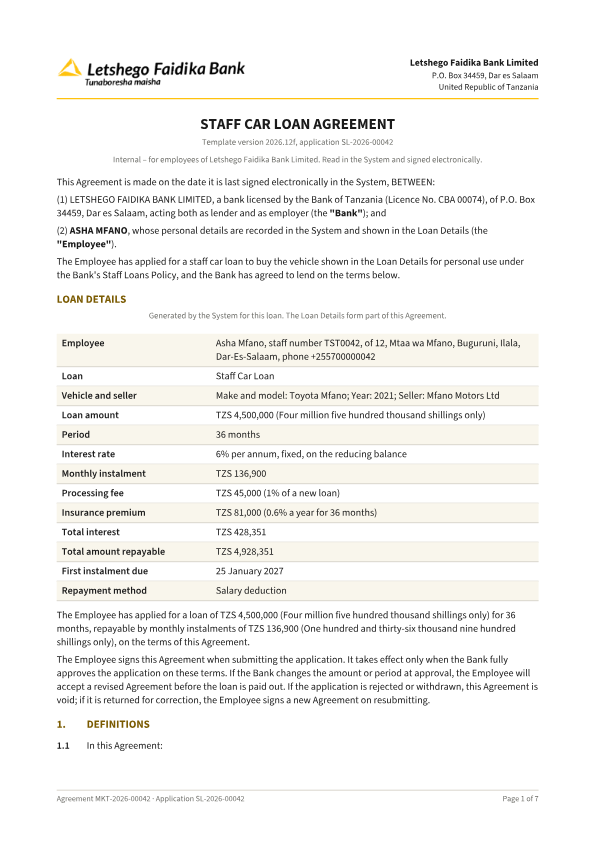 Letshego Faidika Bank
Tunaboresha maisha
Letshego Faidika Bank Limited
P.O. Box 34459, Dar es Salaam
United Republic of Tanzania
STAFF CAR LOAN AGREEMENT
Template version 2026.12f, application SL-2026-00042
Internal – for employees of Letshego Faidika Bank Limited. Read in the System and signed electronically.
This Agreement is made on the date it is last signed electronically in the System, BETWEEN:
(1) LETSHEGO FAIDIKA BANK LIMITED, a bank licensed by the Bank of Tanzania (Licence No. CBA 00074), of P.O. Box
34459, Dar es Salaam, acting both as lender and as employer (the "Bank"); and
(2) ASHA MFANO, whose personal details are recorded in the System and shown in the Loan Details (the
"Employee").
The Employee has applied for a staff car loan to buy the vehicle shown in the Loan Details for personal use under
the Bank's Staff Loans Policy, and the Bank has agreed to lend on the terms below.
LOAN DETAILS
Generated by the System for this loan. The Loan Details form part of this Agreement.
Employee Asha Mfano, staff number TST0042, of 12, Mtaa wa Mfano, Buguruni, Ilala,
Dar-Es-Salaam, phone +255700000042
Loan Staff Car Loan
Vehicle and seller Make and model: Toyota Mfano; Year: 2021; Seller: Mfano Motors Ltd
Loan amount TZS 4,500,000 (Four million five hundred thousand shillings only)
Period 36 months
Interest rate 6% per annum, fixed, on the reducing balance
Monthly instalment TZS 136,900
Processing fee TZS 45,000 (1% of a new loan)
Insurance premium TZS 81,000 (0.6% a year for 36 months)
Total interest TZS 428,351
Total amount repayable TZS 4,928,351
First instalment due 25 January 2027
Repayment method Salary deduction
The Employee has applied for a loan of TZS 4,500,000 (Four million five hundred thousand shillings only) for 36
months, repayable by monthly instalments of TZS 136,900 (One hundred and thirty-six thousand nine hundred
shillings only), on the terms of this Agreement.
The Employee signs this Agreement when submitting the application. It takes effect only when the Bank fully
approves the application on these terms. If the Bank changes the amount or period at approval, the Employee will
accept a revised Agreement before the loan is paid out. If the application is rejected or withdrawn, this Agreement is
void; if it is returned for correction, the Employee signs a new Agreement on resubmitting.
1. DEFINITIONS
1.1 In this Agreement:
Agreement MKT-2026-00042 · Application SL-2026-00042
Page 1 of 7